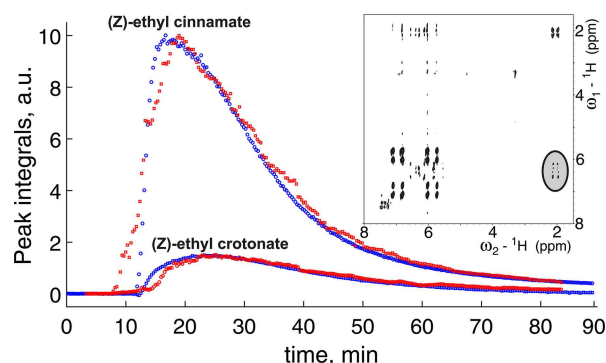 (Z)-ethyl cinnamate
(Z)-ethyl crotonate
Peak integrals, a.u.
10
8
6
4
2
0
0 10 20 30 40 50 60 70 80 90
time, min
2
4
6
8
ω₁ - ¹H (ppm)
8 6 4 2
ω₂ - ¹H (ppm)